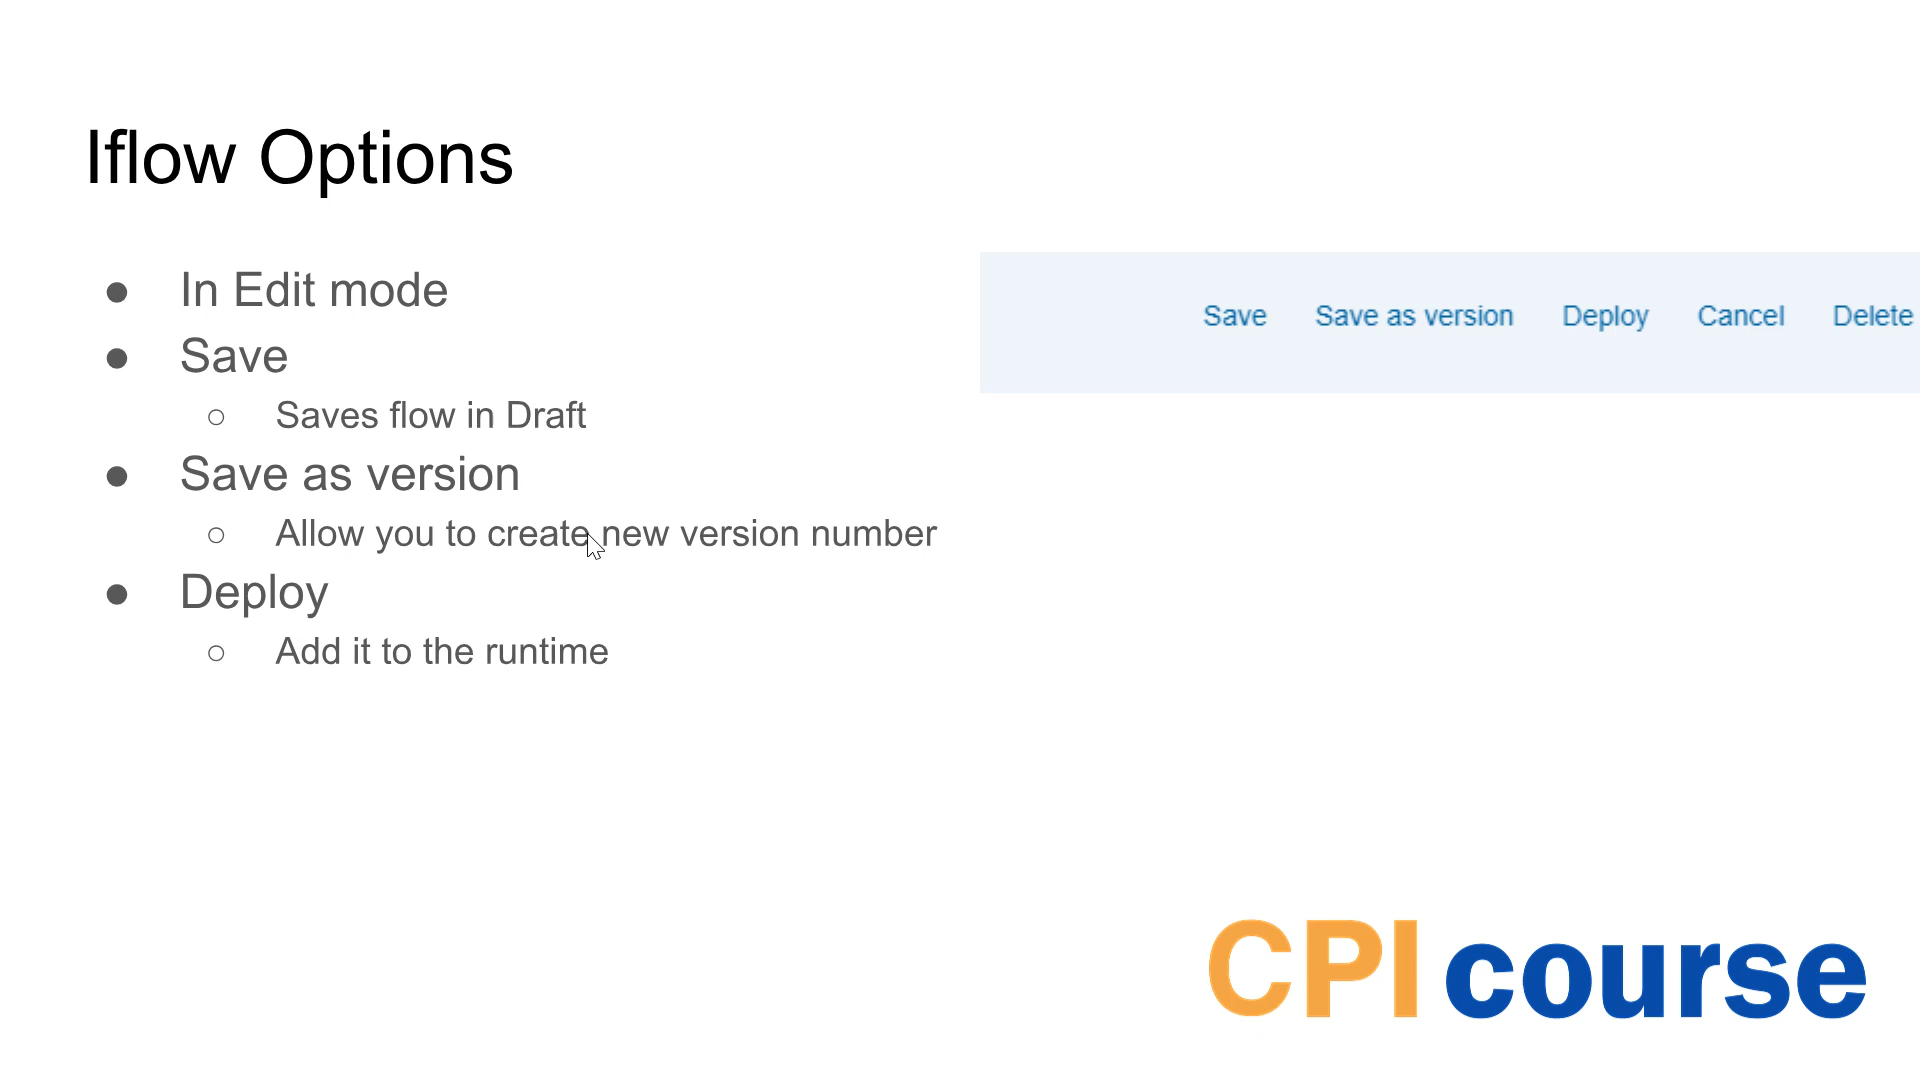 Iflow Options
● In Edit mode
● Save
○ Saves flow in Draft
● Save as version
○ Allow you to create new version number
● Deploy
○ Add it to the runtime
Save Save as version Deploy Cancel Delete
CPI course